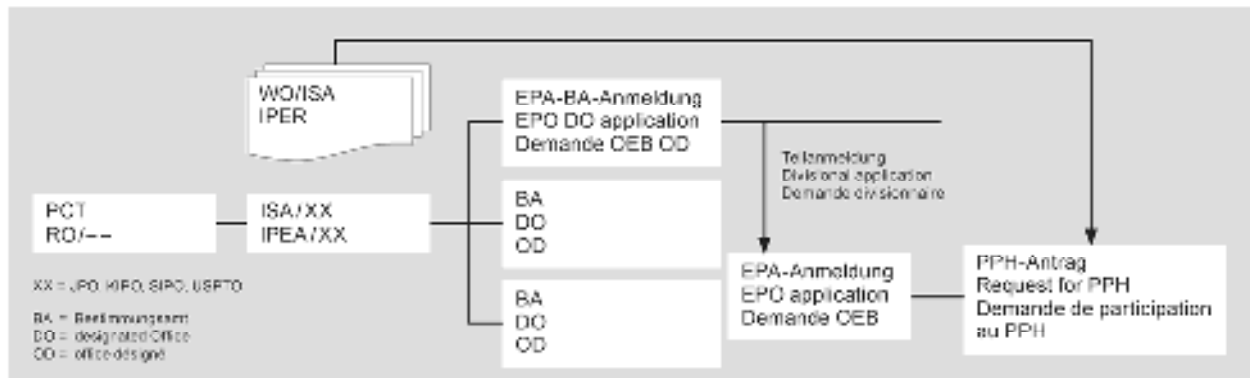 WO/ISA
IPER
EPA-BA-Anmeldung
EPO DO application
Demande OEB OD
Teilanmeldung
Divisional application
Demande divisionnaire
PCT
RO/--
ISA/XX
IPEA/XX
BA
DO
OD
EPA-Anmeldung
EPO application
Demande OEB
PPH-Antrag
Request for PPH
Demande de participation
au PPH
XX = JPO, KIPO, SIPO, USPTO
BA = Bestimmungsamt
DO = designated Office
OD = office désigné
BA
DO
OD